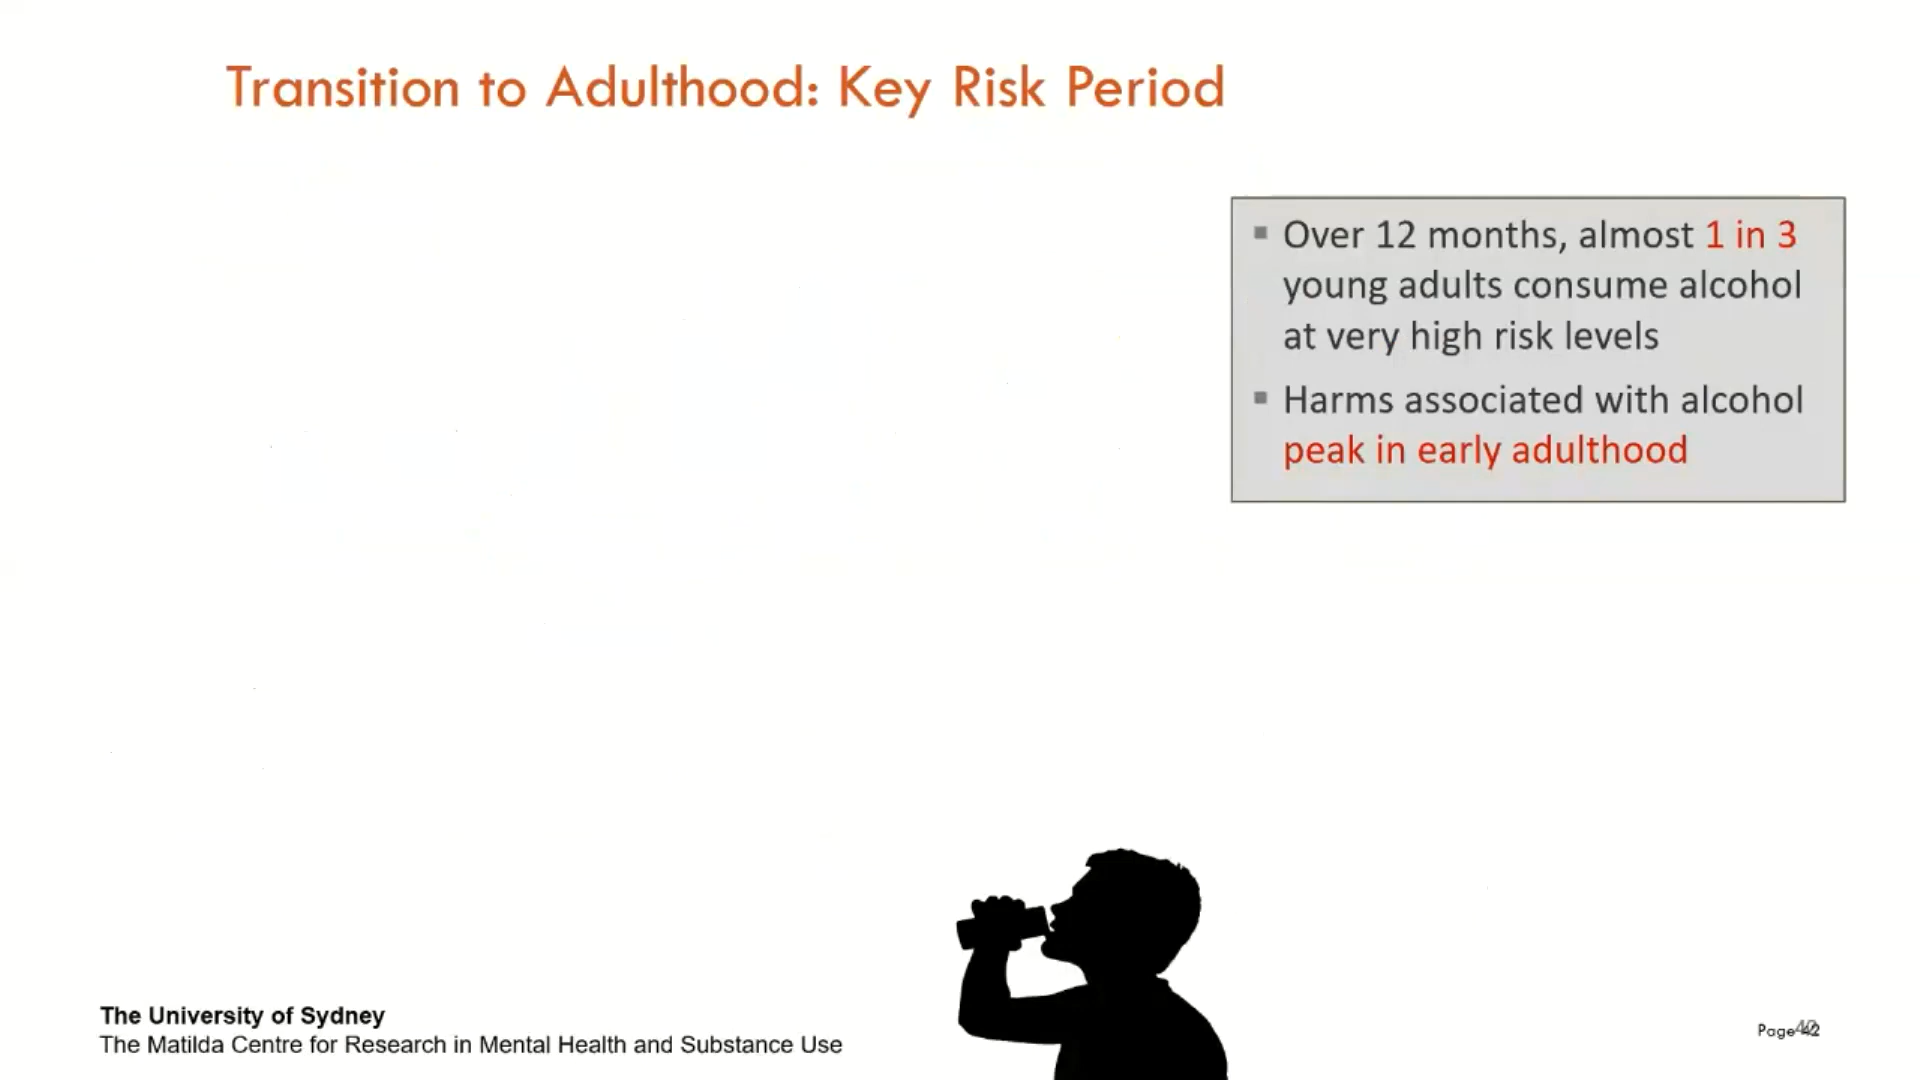 Transition to Adulthood: Key Risk Period
▪ Over 12 months, almost 1 in 3
young adults consume alcohol
at very high risk levels
▪ Harms associated with alcohol
peak in early adulthood
The University of Sydney
The Matilda Centre for Research in Mental Health and Substance Use
Page 42